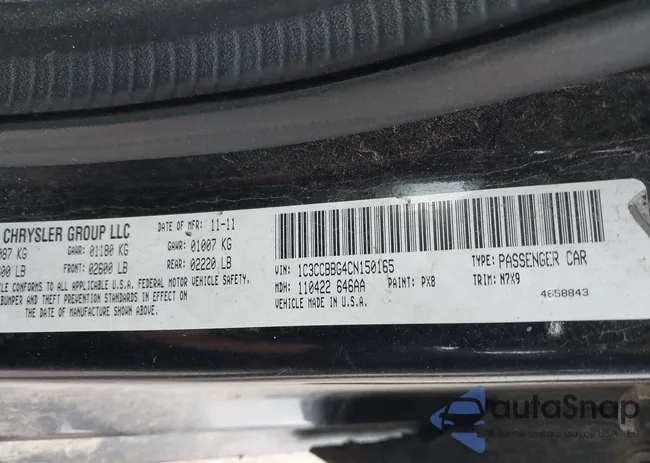 CHRYSLER GROUP LLC
DATE OF MFR: 11-11
087 KG GAWR: 01180 KG GAWR: 01007 KG
00 LB FRONT: 02600 LB REAR: 02220 LB
LE CONFORMS TO ALL APPLICABLE U.S.A. FEDERAL MOTOR VEHICLE SAFETY,
BUMPER AND THEFT PREVENTION STANDARDS IN EFFECT ON
THE DATE OF MANUFACTURE SHOWN ABOVE.
VIN: 1C3CCBBG4CN150165 TYPE: PASSENGER CAR
MDH: 110422 646AA PAINT: PX8 TRIM: N7X9
VEHICLE MADE IN U.S.A. 4658843
autaSnap